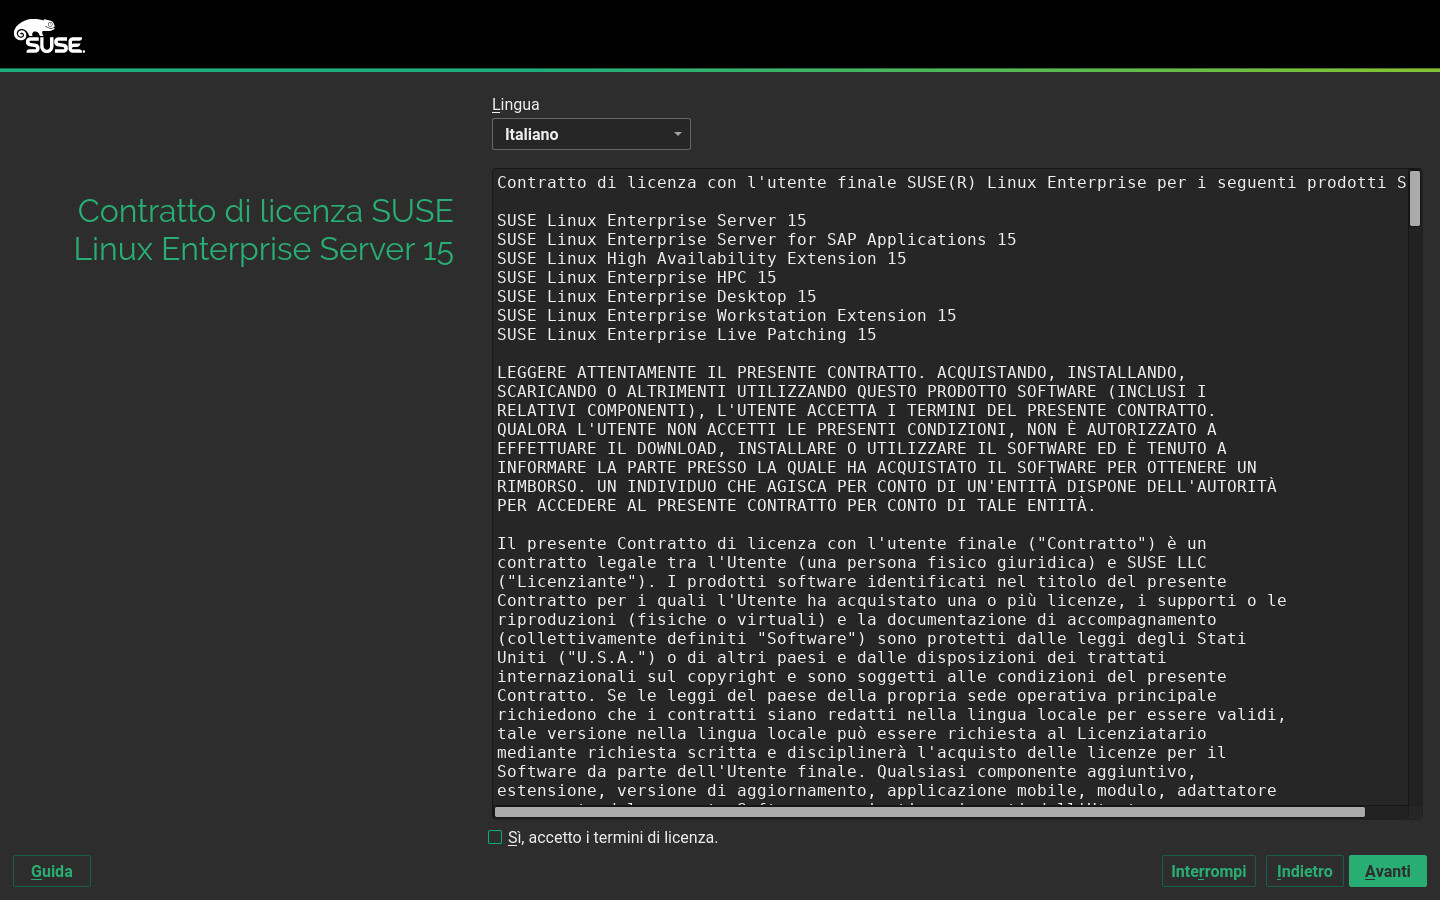 SUSE
Lingua
Italiano
Contratto di licenza SUSE
Linux Enterprise Server 15
Contratto di licenza con l'utente finale SUSE(R) Linux Enterprise per i seguenti prodotti S
SUSE Linux Enterprise Server 15
SUSE Linux Enterprise Server for SAP Applications 15
SUSE Linux High Availability Extension 15
SUSE Linux Enterprise HPC 15
SUSE Linux Enterprise Desktop 15
SUSE Linux Enterprise Workstation Extension 15
SUSE Linux Enterprise Live Patching 15
LEGGERE ATTENTAMENTE IL PRESENTE CONTRATTO. ACQUISTANDO, INSTALLANDO,
SCARICANDO O ALTRIMENTI UTILIZZANDO QUESTO PRODOTTO SOFTWARE (INCLUSI I
RELATIVI COMPONENTI), L'UTENTE ACCETTA I TERMINI DEL PRESENTE CONTRATTO.
QUALORA L'UTENTE NON ACCETTI LE PRESENTI CONDIZIONI, NON È AUTORIZZATO A
EFFETTUARE IL DOWNLOAD, INSTALLARE O UTILIZZARE IL SOFTWARE ED È TENUTO A
INFORMARE LA PARTE PRESSO LA QUALE HA ACQUISTATO IL SOFTWARE PER OTTENERE UN
RIMBORSO. UN INDIVIDUO CHE AGISCA PER CONTO DI UN'ENTITÀ DISPONE DELL'AUTORITÀ
PER ACCEDERE AL PRESENTE CONTRATTO PER CONTO DI TALE ENTITÀ.
Il presente Contratto di licenza con l'utente finale ("Contratto") è un
contratto legale tra l'Utente (una persona fisico giuridica) e SUSE LLC
("Licenziante"). I prodotti software identificati nel titolo del presente
Contratto per i quali l'Utente ha acquistato una o più licenze, i supporti o le
riproduzioni (fisiche o virtuali) e la documentazione di accompagnamento
(collettivamente definiti "Software") sono protetti dalle leggi degli Stati
Uniti ("U.S.A.") o di altri paesi e dalle disposizioni dei trattati
internazionali sul copyright e sono soggetti alle condizioni del presente
Contratto. Se le leggi del paese della propria sede operativa principale
richiedono che i contratti siano redatti nella lingua locale per essere validi,
tale versione nella lingua locale può essere richiesta al Licenziatario
mediante richiesta scritta e disciplinerà l'acquisto delle licenze per il
Software da parte dell'Utente finale. Qualsiasi componente aggiuntivo,
estensione, versione di aggiornamento, applicazione mobile, modulo, adattatore
Sì, accetto i termini di licenza.
Guida
Interrompi
Indietro
Avanti